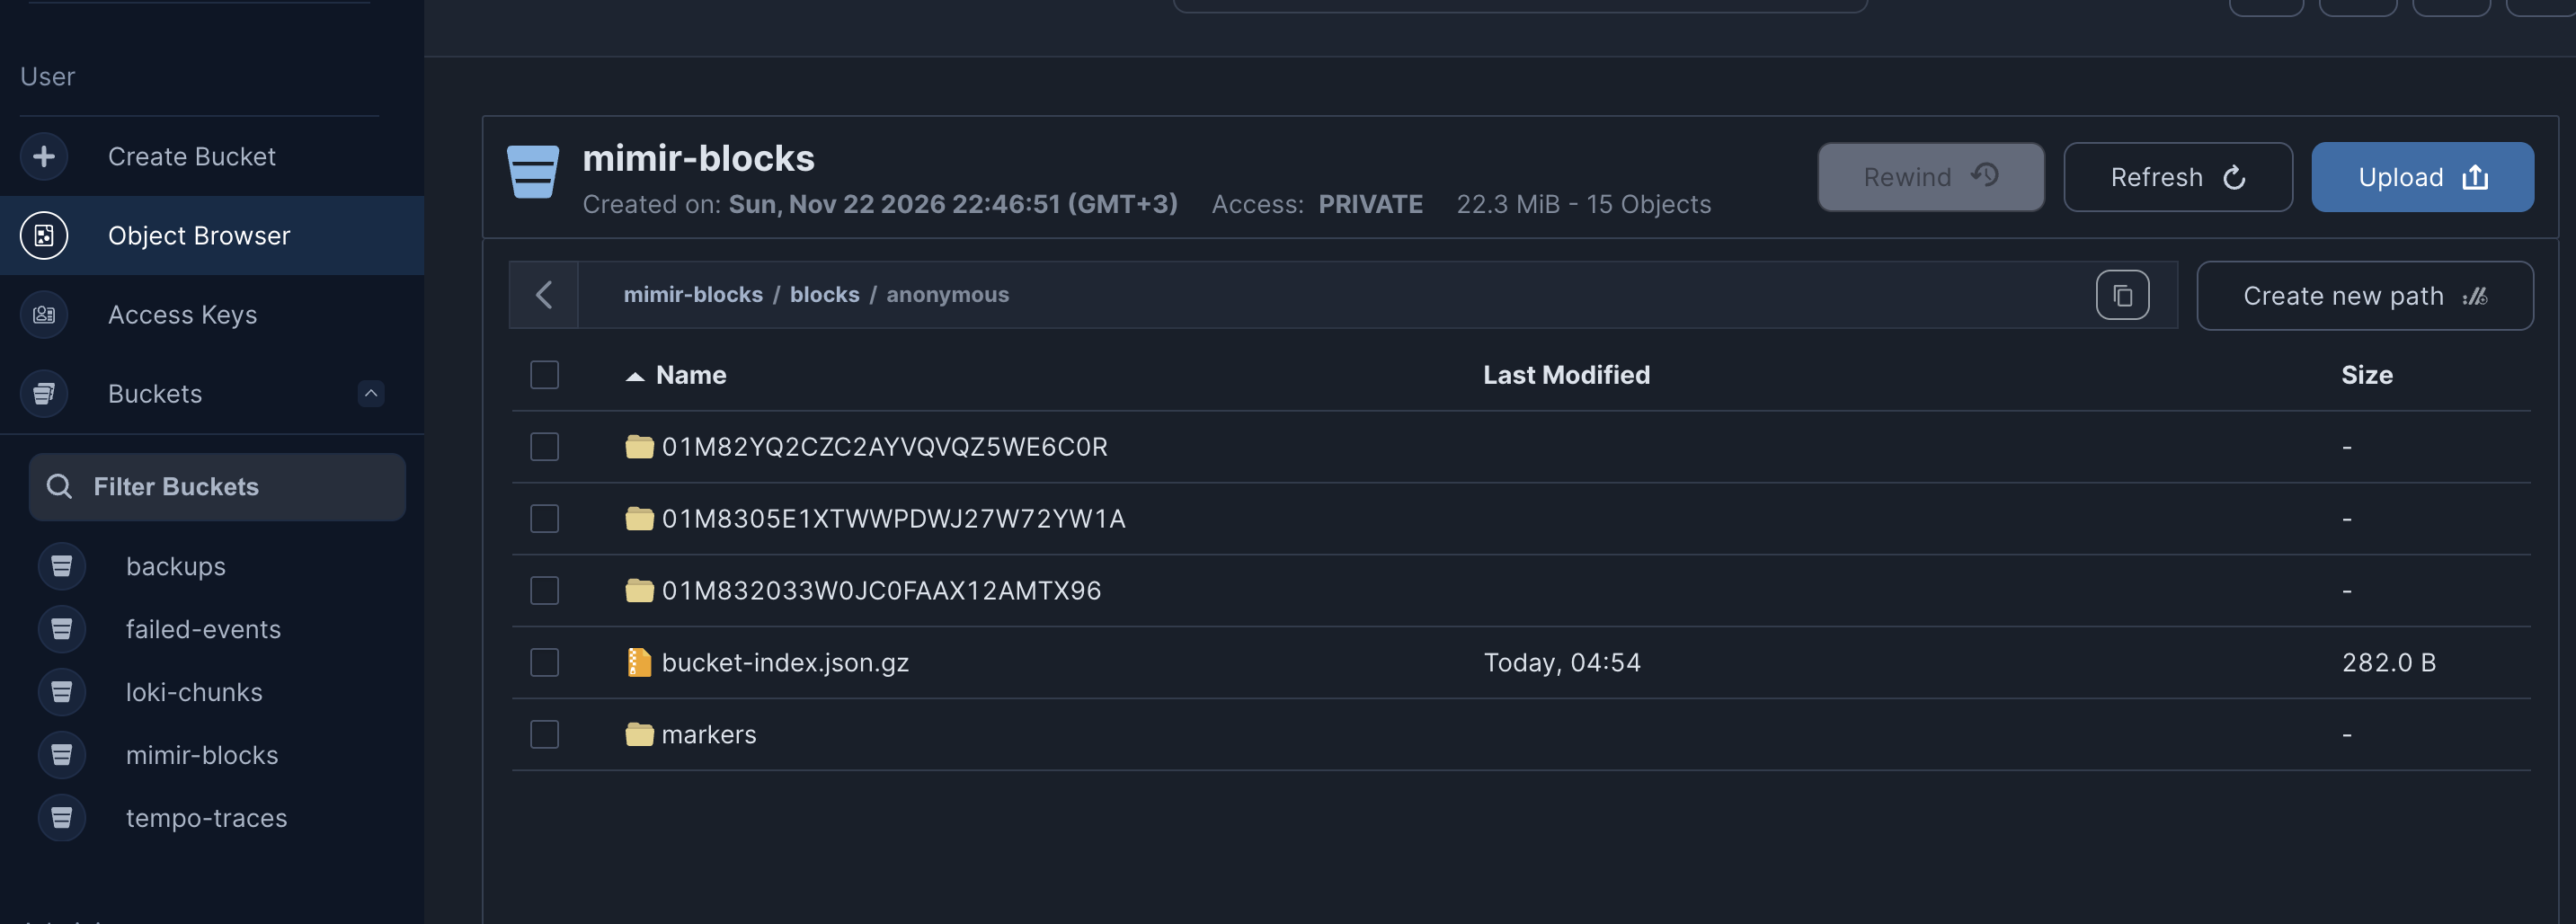 User
Create Bucket
Object Browser
Access Keys
Buckets
Filter Buckets
backups
failed-events
loki-chunks
mimir-blocks
tempo-traces
mimir-blocks
Created on: Sun, Nov 22 2026 22:46:51 (GMT+3) Access: PRIVATE 22.3 MiB - 15 Objects
Rewind
Refresh
Upload
mimir-blocks / blocks / anonymous
Create new path
Name Last Modified Size
01M82YQ2CZC2AYVQVQZ5WE6C0R -
01M8305E1XTWWPDWJ27W72YW1A -
01M832033W0JC0FAAX12AMTX96 -
bucket-index.json.gz Today, 04:54 282.0 B
markers -